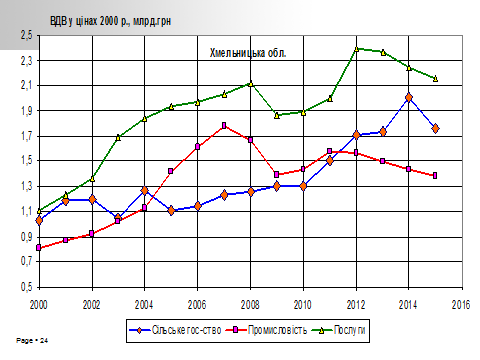 ВДВ у цінах 2000 р., млрд.грн
Хмельницька обл.
2,5
2,3
2,1
1,9
1,7
1,5
1,3
1,1
0,9
0,7
0,5
2000 2002 2004 2006 2008 2010 2012 2014 2016
Сільське гос-ство Промисловість Послуги
Page ▪ 24